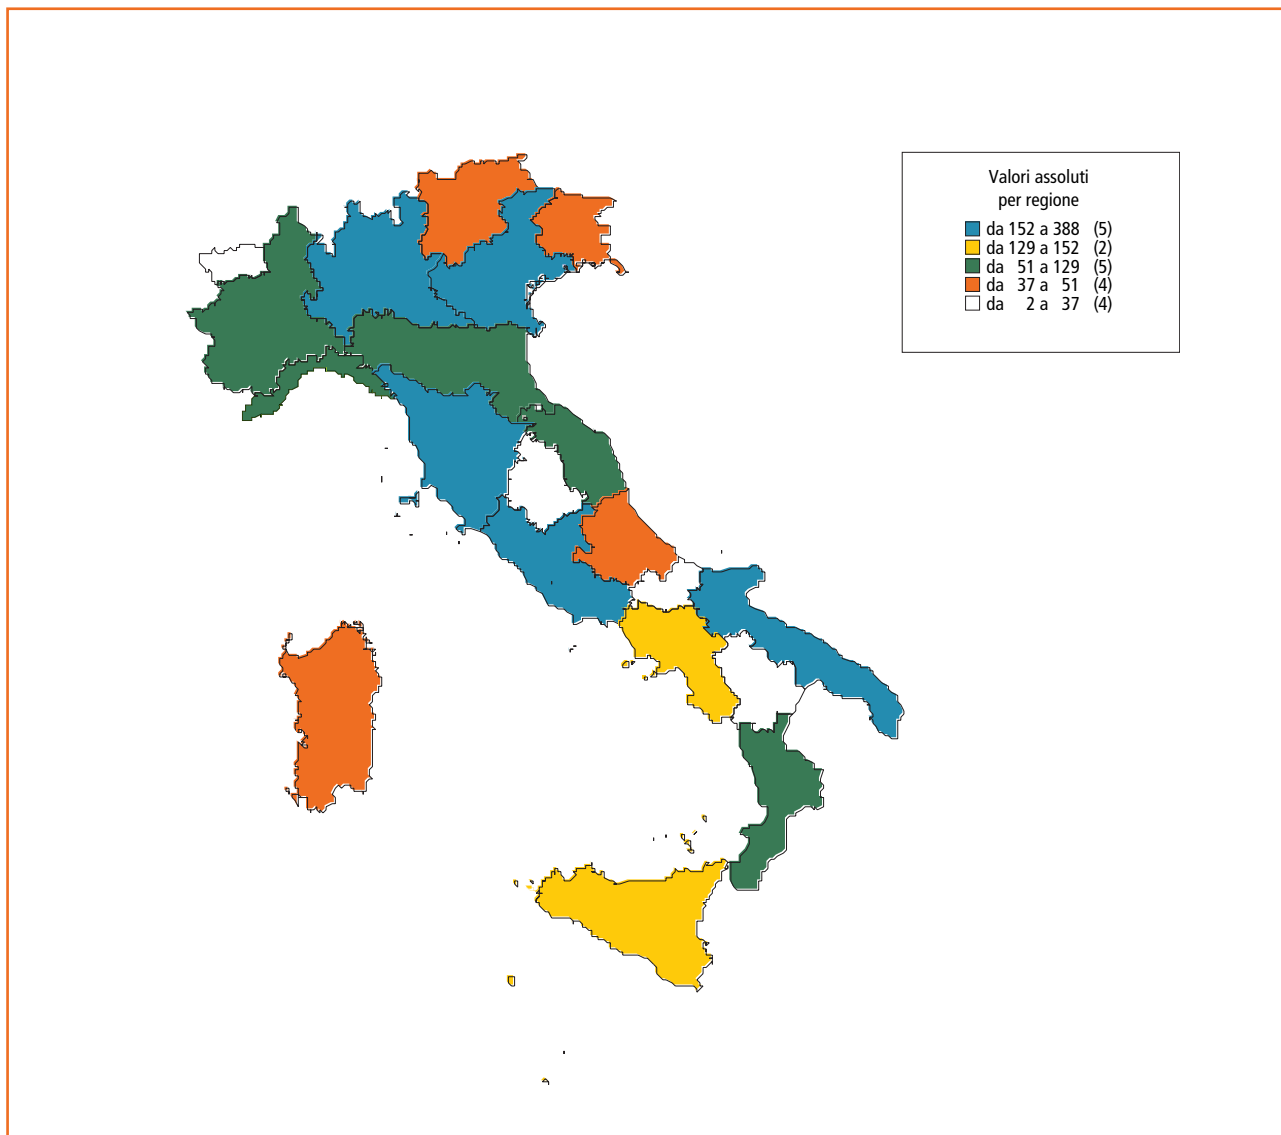 Valori assoluti
per regione
da 152 a 388 (5)
da 129 a 152 (2)
da 51 a 129 (5)
da 37 a 51 (4)
da 2 a 37 (4)